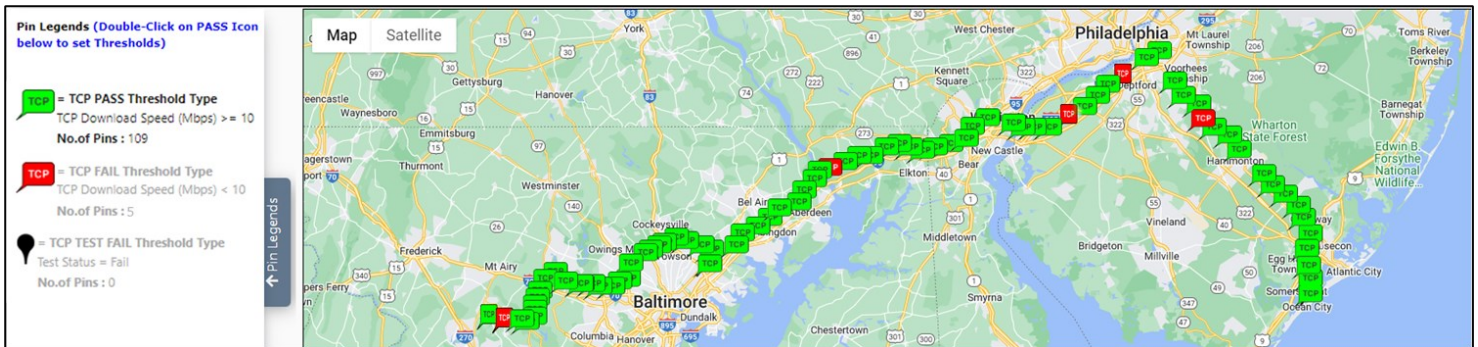 Pin Legends (Double-Click on PASS Icon
below to set Thresholds)
TCP
= TCP PASS Threshold Type
TCP Download Speed (Mbps) >= 10
No.of Pins : 109
TCP
= TCP FAIL Threshold Type
TCP Download Speed (Mbps) < 10
No.of Pins : 5
= TCP TEST FAIL Threshold Type
Test Status = Fail
No.of Pins : 0
↑ Pin Legends
Map
Satellite
York
West Chester
Philadelphia
Mt Laurel
Township
Toms River
Berkeley
Township
Gettysburg
Hanover
Kennett
Square
Voorhees
Waynesboro
Emmitsburg
Barnegat
Township
Wharton
State Forest
Thurmont
New Castle
Bear
Elkton
Hammonton
Edwin B.
Forsythe
National
Wildlife...
Westminster
Bel Air
Aberdeen
Cockeysville
Vineland
Middletown
Bridgeton
Millville
Frederick
Owings
Towson
Mt Airy
Egg H
Town
Atlantic City
Baltimore
Smyrna
Somers
Ocean City
Dundalk
Columbia
Hanover
Chestertown